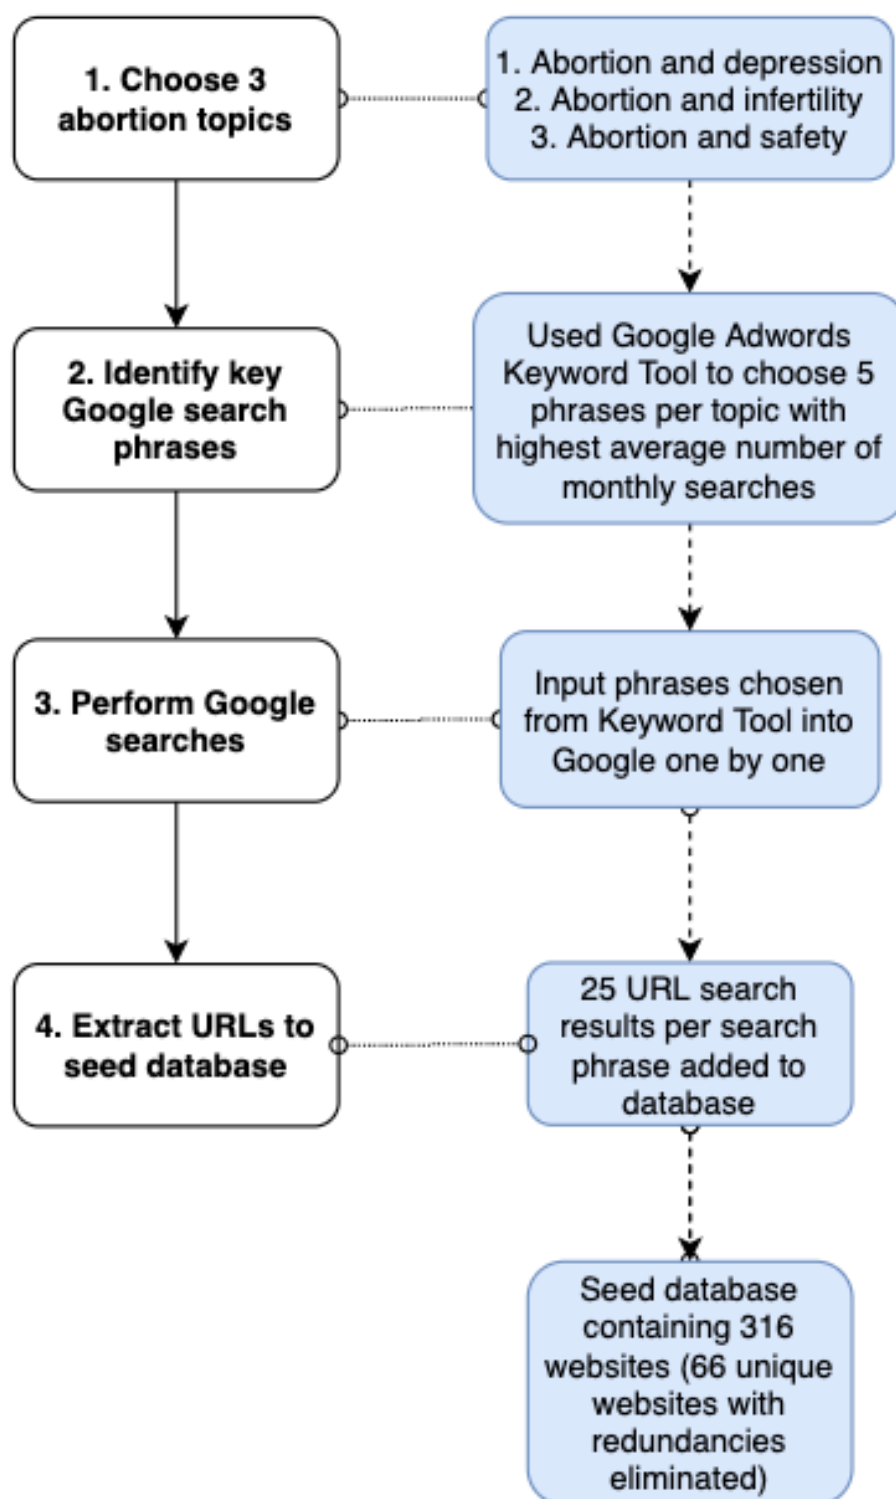 1. Choose 3
abortion topics
1. Abortion and depression
2. Abortion and infertility
3. Abortion and safety
2. Identify key
Google search
phrases
Used Google Adwords
Keyword Tool to choose 5
phrases per topic with
highest average number of
monthly searches
3. Perform Google
searches
Input phrases chosen
from Keyword Tool into
Google one by one
4. Extract URLs to
seed database
25 URL search
results per search
phrase added to
database
Seed database
containing 316
websites (66 unique
websites with
redundancies
eliminated)